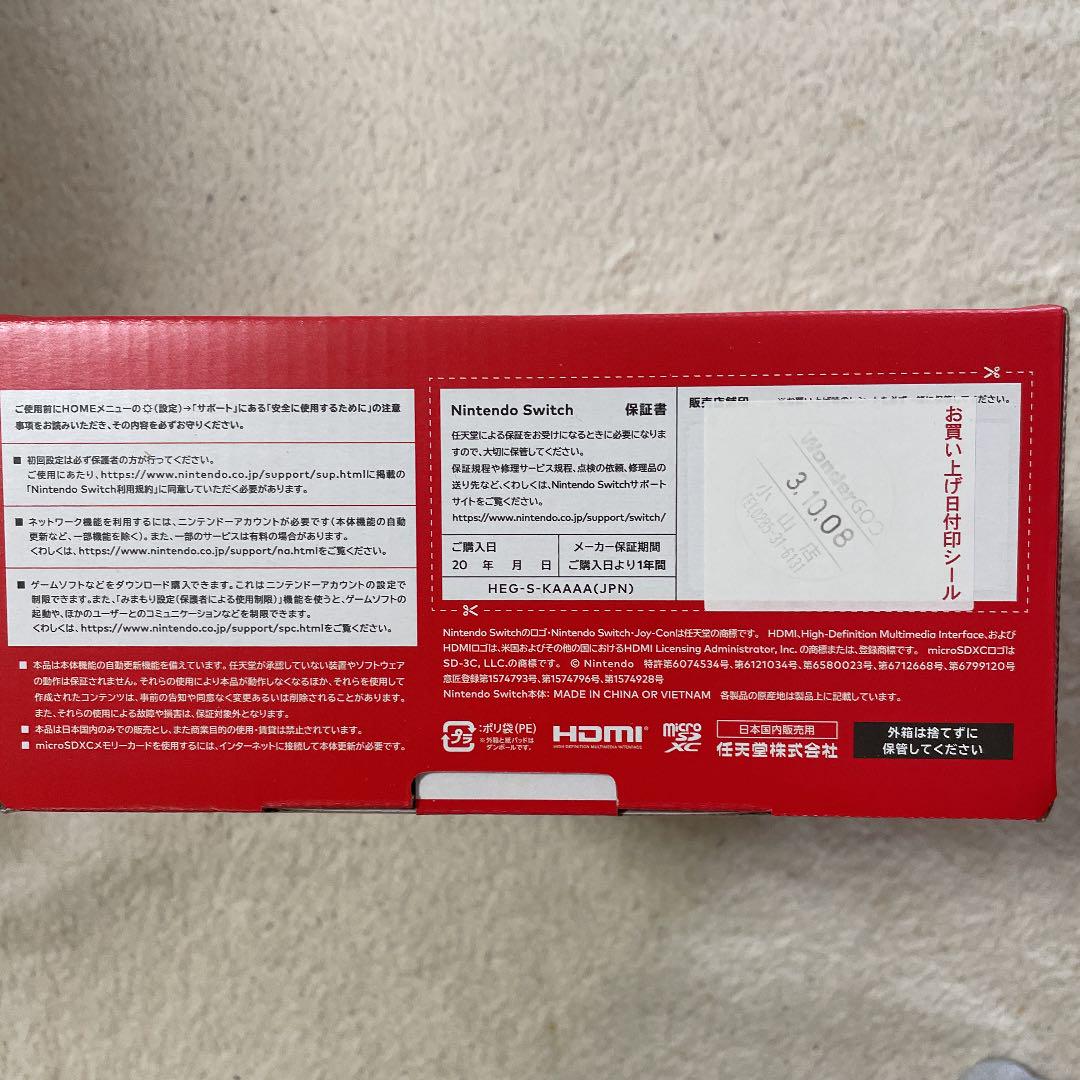 ご使用前にHOMEメニューの(設定)→「サポート」にある「安全に使用するために」の注意
事項をお読みいただき、その内容を必ずお守りください。
■ 初回設定は必ず保護者の方が行ってください。
ご使用にあたり、https://www.nintendo.co.jp/support/sup.htmlに掲載の
「Nintendo Switch利用規約」に同意していただく必要があります。
■ ネットワーク機能を利用するには、ニンテンドーアカウントが必要です(本体機能の自動
更新など、一部機能を除く)。また、一部のサービスは有料の場合があります。
くわしくは、https://www.nintendo.co.jp/support/na.htmlをご覧ください。
■ ゲームソフトなどをダウンロード購入できます。これはニンテンドーアカウントの設定で
制限できます。また、「みまもり設定(保護者による使用制限)」機能を使うと、ゲームソフトの
起動や、ほかのユーザーとのコミュニケーションなどを制限できます。
くわしくは、https://www.nintendo.co.jp/support/spc.htmlをご覧ください。
■ 本品は本体機能の自動更新機能を備えています。任天堂が承認していない装置やソフトウェア
の動作は保証されません。それらの使用により本品が動作しなくなるほか、それらを使用して
作成されたコンテンツは、事前の告知や同意なく変更あるいは削除されることがあります。
また、それらの使用による故障や損害は、保証対象外となります。
■ 本品は日本国内のみでの販売とし、また商業目的の使用・賃貸は禁止されています。
■ microSDXCメモリーカードを使用するには、インターネットに接続して本体更新が必要です。
Nintendo Switch 保証書
任天堂による保証をお受けになるときに必要になりま
すので、大切に保管してください。
保証規程や修理サービス規程、点検の依頼、修理品の
送り先など、くわしくは、Nintendo Switchサポート
サイトをご覧ください。
https://www.nintendo.co.jp/support/switch/
ご購入日 メーカー保証期間
20 年 月 日 ご購入日より1年間
HEG-S-KAAAA(JPN)
販売店舗印
お買い上げ日付印シール
WonderGOO
3.10.08
小山店
TEL0285-31-6131
Nintendo Switchのロゴ・Nintendo Switch・Joy-Conは任天堂の商標です。 HDMI、High-Definition Multimedia Interface、および
HDMIロゴは、米国およびその他の国におけるHDMI Licensing Administrator, Inc. の商標または、登録商標です。 microSDXCロゴは
SD-3C, LLC.の商標です。 © Nintendo 特許第6074534号、第6121034号、第6580023号、第6712668号、第6799120号
意匠登録第1574793号、第1574796号、第1574928号
Nintendo Switch本体: MADE IN CHINA OR VIETNAM 各製品の原産地は製品上に記載しています。
プラ :ポリ袋(PE)
※外箱と紙パッドは
ダンボールです。
HDMI
HIGH-DEFINITION MULTIMEDIA INTERFACE
micro
SD
XC
日本国内販売用
任天堂株式会社
外箱は捨てずに
保管してください